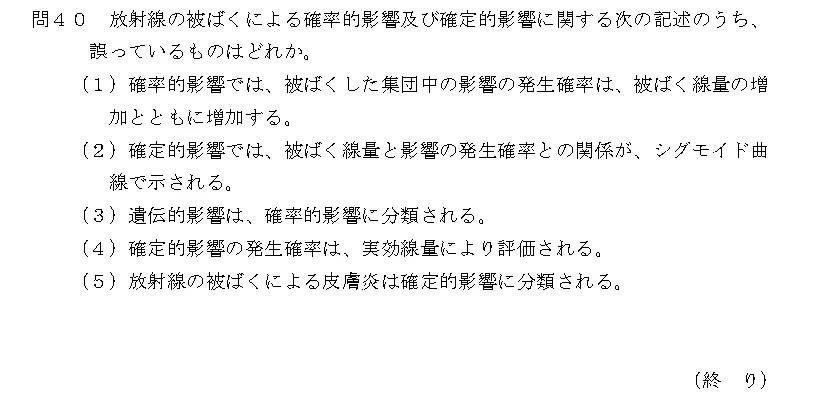 問４０　放射線の被ばくによる確率的影響及び確定的影響に関する次の記述のうち、
誤っているものはどれか。
（１）確率的影響では、被ばくした集団中の影響の発生確率は、被ばく線量の増
加とともに増加する。
（２）確定的影響では、被ばく線量と影響の発生確率との関係が、シグモイド曲
線で示される。
（３）遺伝的影響は、確率的影響に分類される。
（４）確定的影響の発生確率は、実効線量により評価される。
（５）放射線の被ばくによる皮膚炎は確定的影響に分類される。
（終　り）